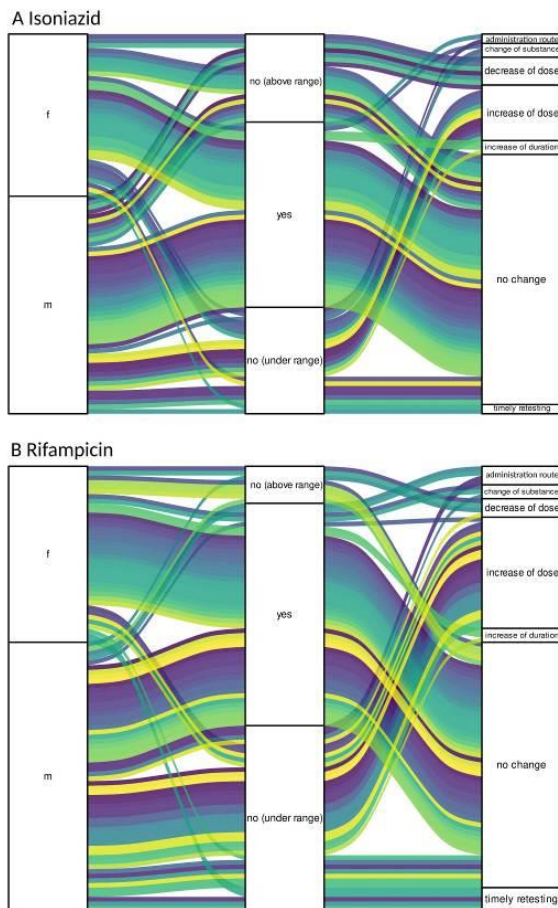 A Isoniazid
f
m
no (above range)
yes
no (under range)
administration route
change of substance
decrease of dose
increase of dose
increase of duration
no change
timely retesting
B Rifampicin
f
m
no (above range)
yes
no (under range)
administration route
change of substance
decrease of dose
increase of dose
increase of duration
no change
timely retesting